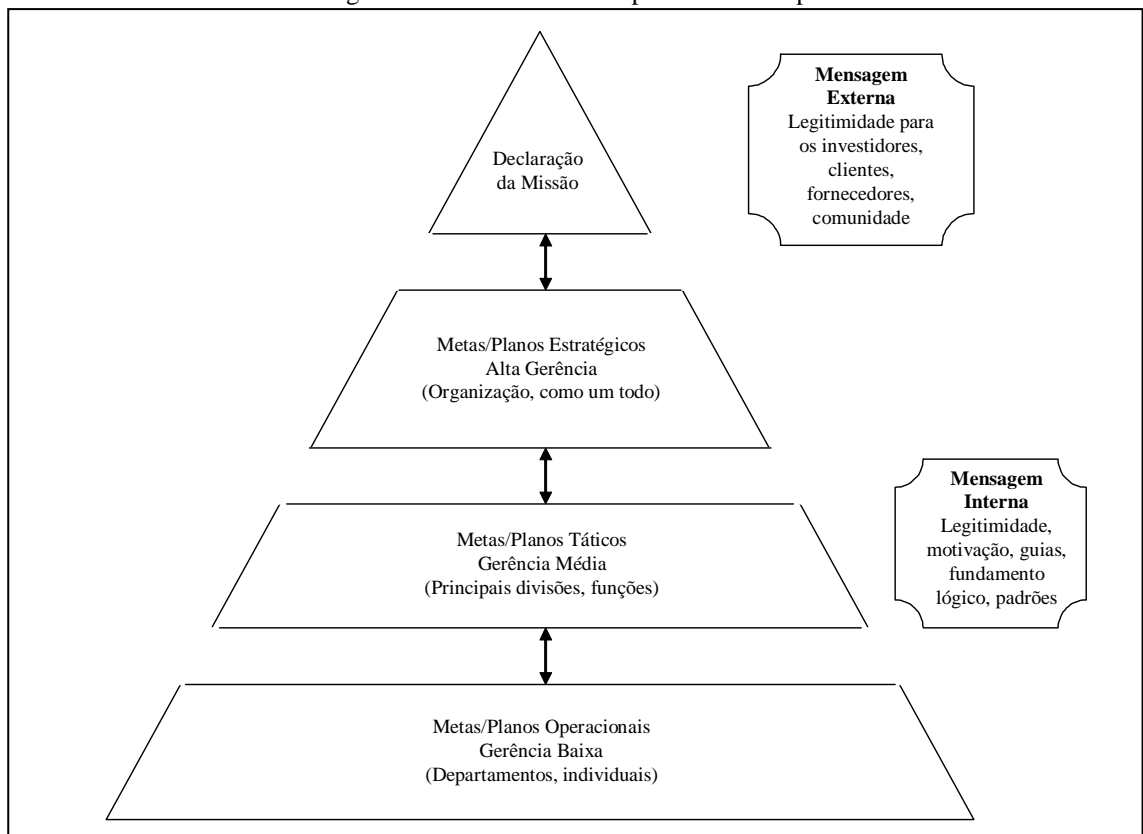 Mensagem
Externa
Legitimidade para
os investidores,
clientes,
fornecedores,
comunidade
Declaração
da Missão
Metas/Planos Estratégicos
Alta Gerência
(Organização, como um todo)
Mensagem
Interna
Legitimidade,
motivação, guias,
fundamento
lógico, padrões
Metas/Planos Táticos
Gerência Média
(Principais divisões, funções)
Metas/Planos Operacionais
Gerência Baixa
(Departamentos, individuais)